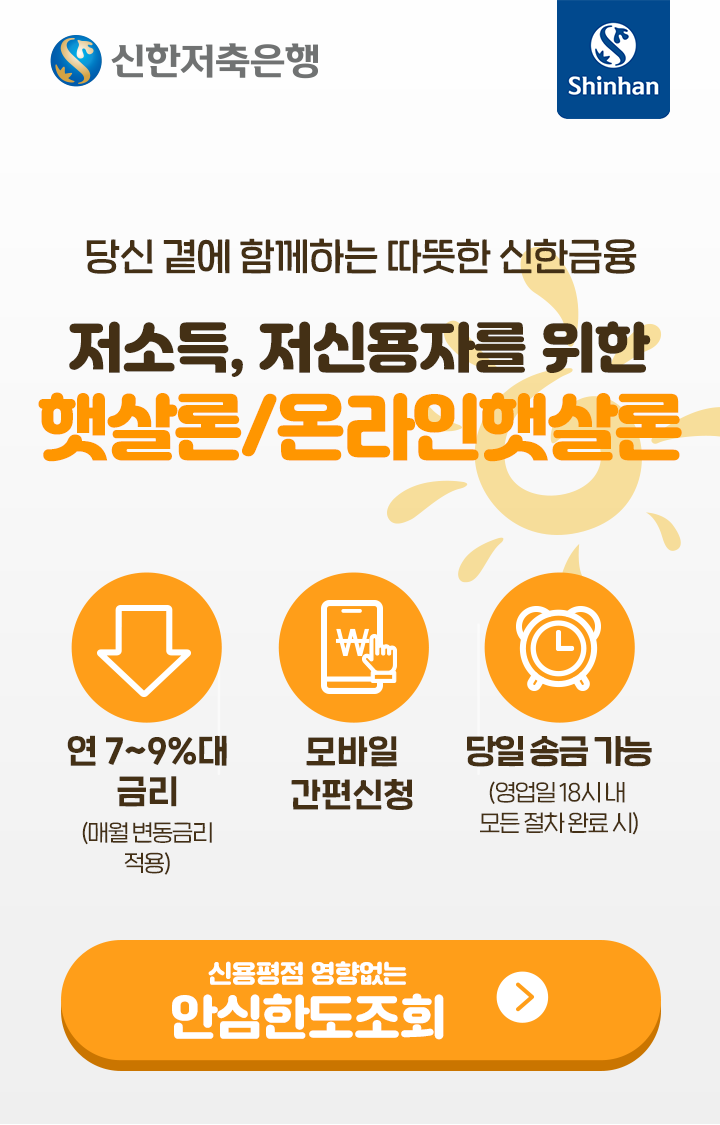 신한저축은행
Shinhan
당신 곁에 함께하는 따뜻한 신한금융
저소득, 저신용자를 위한
햇살론/온라인햇살론
연 7~9%대
금리
(매월 변동금리
적용)
₩
모바일
간편신청
당일 송금 가능
(영업일 18시 내
모든 절차 완료 시)
신용평점 영향없는
안심한도조회